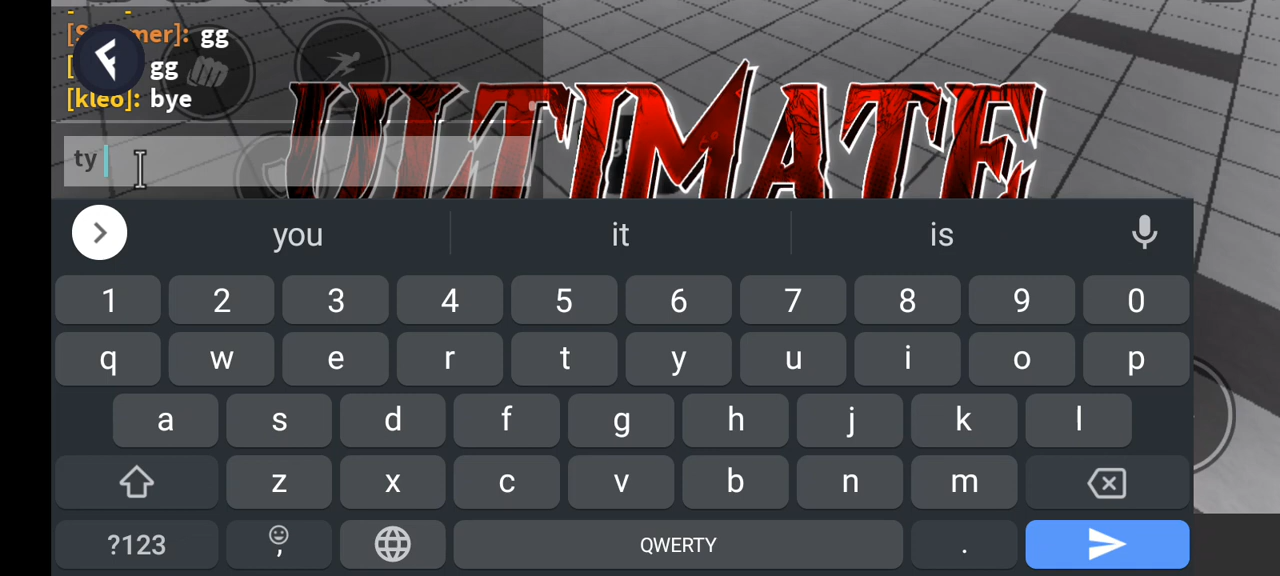 gg
gg
[kleo]: bye
ty
ULTIMATE
you it is
1 2 3 4 5 6 7 8 9 0
q w e r t y u i o p
a s d f g h j k l
z x c v b n m
?123 , QWERTY .